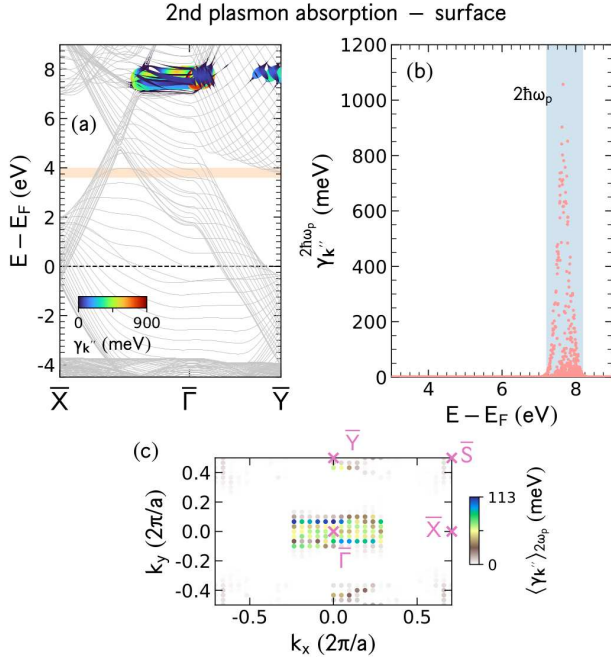 2nd plasmon absorption – surface
(a)
E – E_F (eV)
8
6
4
2
0
-2
-4
0 900
γ_k'' (meV)
X̅ Γ̅ Y̅
(b)
2ħω_p
γ_k''^2ħω_p (meV)
1200
1000
800
600
400
200
0
4 6 8
E – E_F (eV)
(c)
Y̅ S̅
Γ̅ X̅
k_y (2π/a)
0.4
0.2
0.0
-0.2
-0.4
-0.5 0.0 0.5
k_x (2π/a)
113
0
⟨γ_k''⟩_2ω_p (meV)